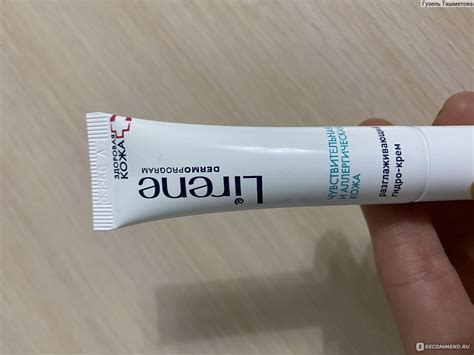 Гузель Ташметова
ЗДОРОВАЯ
КОЖА
Lirene
DERMOPROGRAM
ЧУВСТВИТЕЛЬНАЯ
И АЛЛЕРГИЧЕСКАЯ
КОЖА
разглаживающий
гидро-крем
IRECOMMEND.RU